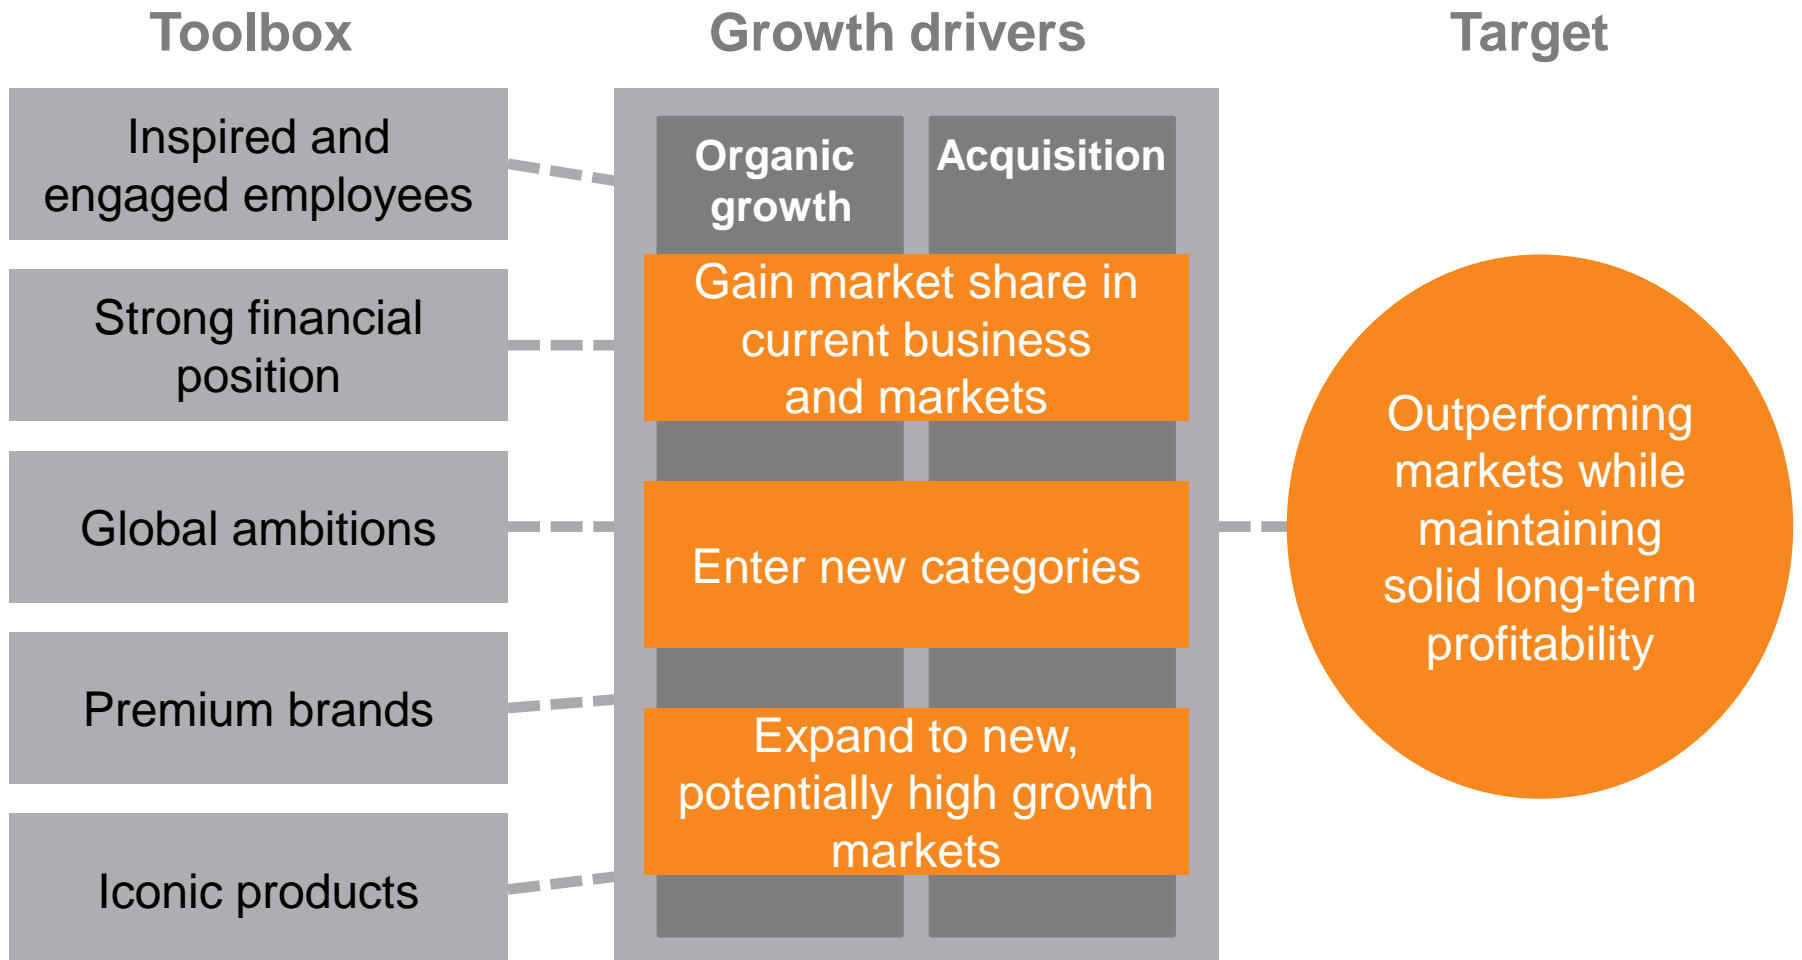 Toolbox
Growth drivers
Target
Inspired and
engaged employees
Strong financial
position
Global ambitions
Premium brands
Iconic products
Organic
growth
Acquisition
Gain market share in
current business
and markets
Enter new categories
Expand to new,
potentially high growth
markets
Outperforming
markets while
maintaining
solid long-term
profitability